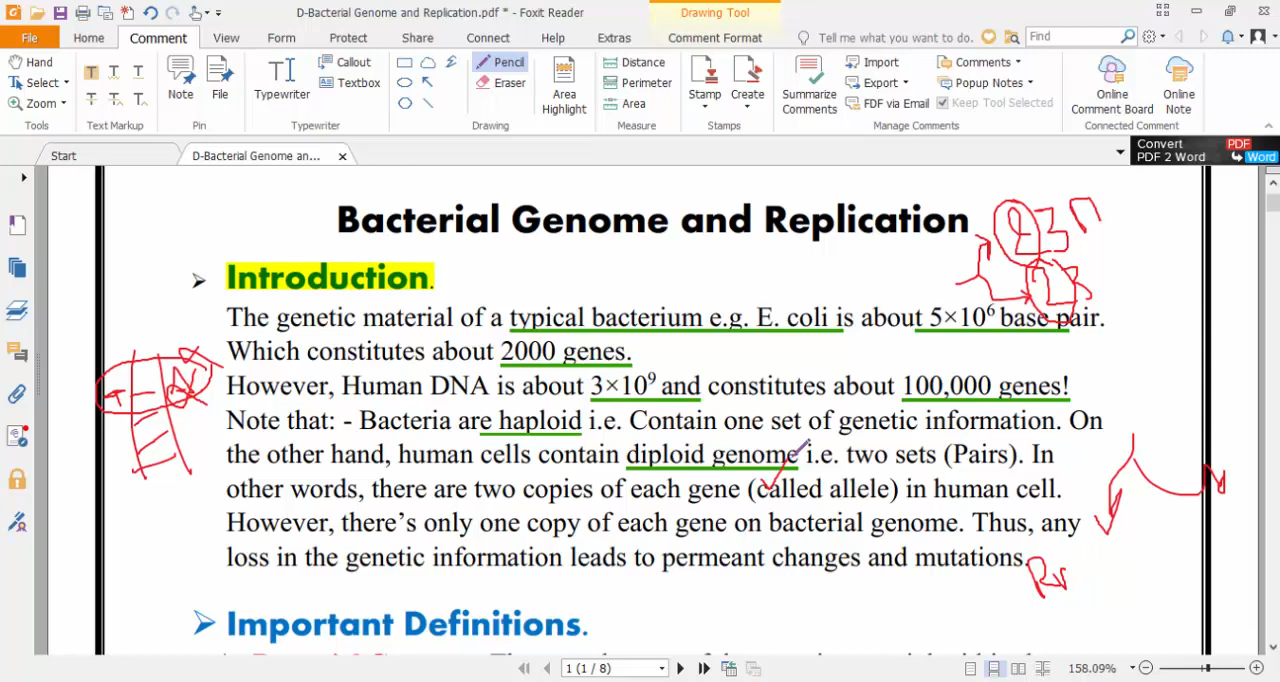 D-Bacterial Genome and Replication.pdf * - Foxit Reader
Drawing Tool
File Home Comment View Form Protect Share Connect Help Extras Comment Format Tell me what you want to do. Find
Hand
Select
Zoom
Tools
T T T
T T T
Text Markup
Note
File
Pin
Typewriter
Callout
Textbox
Typewriter
Pencil
Eraser
Drawing
Area
Highlight
Distance
Perimeter
Area
Measure
Stamp
Create
Stamps
Summarize
Comments
Import
Export
FDF via Email
Comments
Popup Notes
Keep Tool Selected
Manage Comments
Online
Comment Board
Online
Note
Connected Comment
Start
D-Bacterial Genome an...
Convert PDF
PDF 2 Word Word
Bacterial Genome and Replication
23 n
Introduction.
The genetic material of a typical bacterium e.g. E. coli is about 5×10⁶ base pair.
Which constitutes about 2000 genes.
However, Human DNA is about 3×10⁹ and constitutes about 100,000 genes!
Note that: - Bacteria are haploid i.e. Contain one set of genetic information. On
the other hand, human cells contain diploid genome i.e. two sets (Pairs). In
other words, there are two copies of each gene (called allele) in human cell.
However, there's only one copy of each gene on bacterial genome. Thus, any
loss in the genetic information leads to permeant changes and mutations.
Important Definitions.
1 (1 / 8)
158.09%